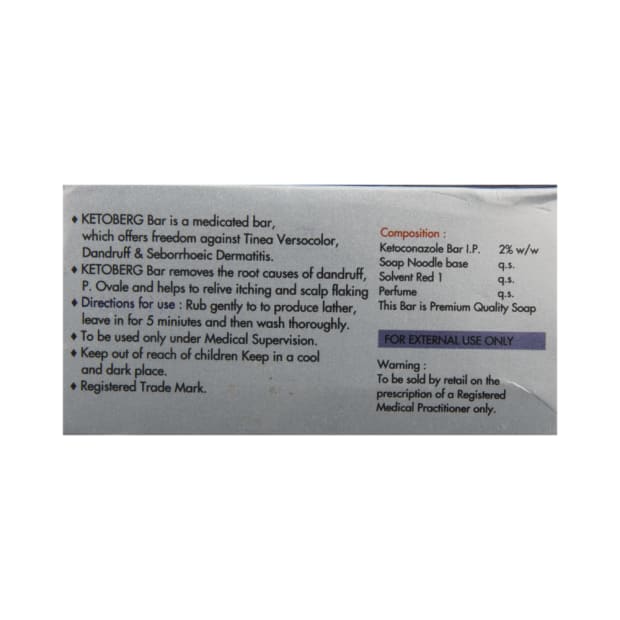 ♦ KETOBERG Bar is a medicated bar,
which offers freedom against Tinea Versocolor,
Dandruff & Seborrhoeic Dermatitis.
♦ KETOBERG Bar removes the root causes of dandruff,
P. Ovale and helps to relive itching and scalp flaking
♦ Directions for use : Rub gently to to produce lather,
leave in for 5 miniutes and then wash thoroughly.
♦ To be used only under Medical Supervision.
♦ Keep out of reach of children Keep in a cool
and dark place.
♦ Registered Trade Mark.
Composition :
Ketoconazole Bar I.P. 2% w/w
Soap Noodle base q.s.
Solvent Red 1 q.s.
Perfume q.s.
This Bar is Premium Quality Soap
FOR EXTERNAL USE ONLY
Warning :
To be sold by retail on the
prescription of a Registered
Medical Practitioner only.